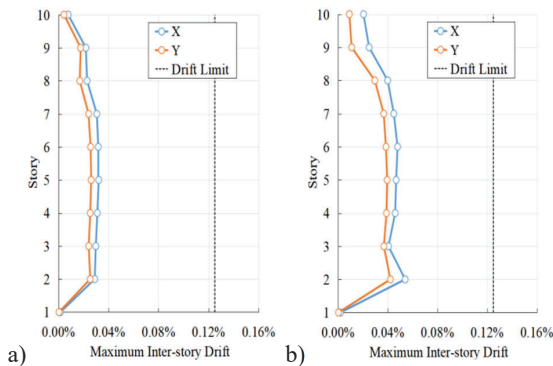 10
9
8
7
6
5
4
3
2
1
Story
X
Y
Drift Limit
0.00% 0.04% 0.08% 0.12% 0.16%
Maximum Inter-story Drift
a)
10
9
8
7
6
5
4
3
2
1
X
Y
Drift Limit
0.00% 0.04% 0.08% 0.12% 0.16%
Maximum Inter-story Drift
b)
Story